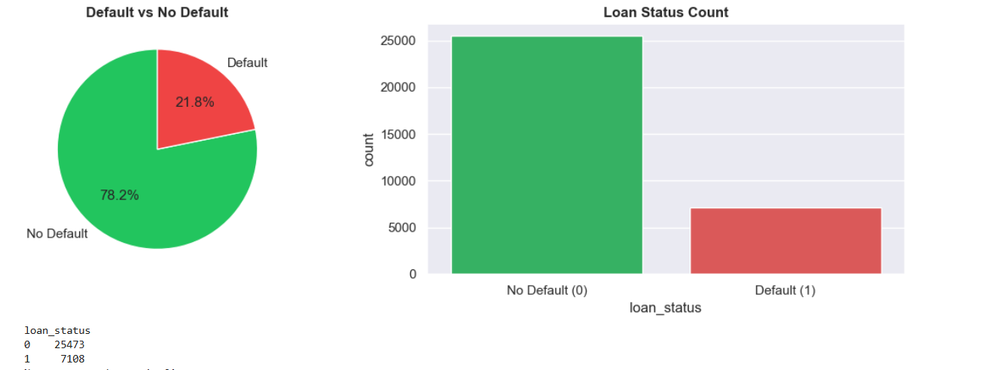 Default vs No Default
Default
21.8%
78.2%
No Default
Loan Status Count
25000
20000
15000
10000
5000
0
count
No Default (0)
Default (1)
loan_status
loan_status
0    25473
1     7108